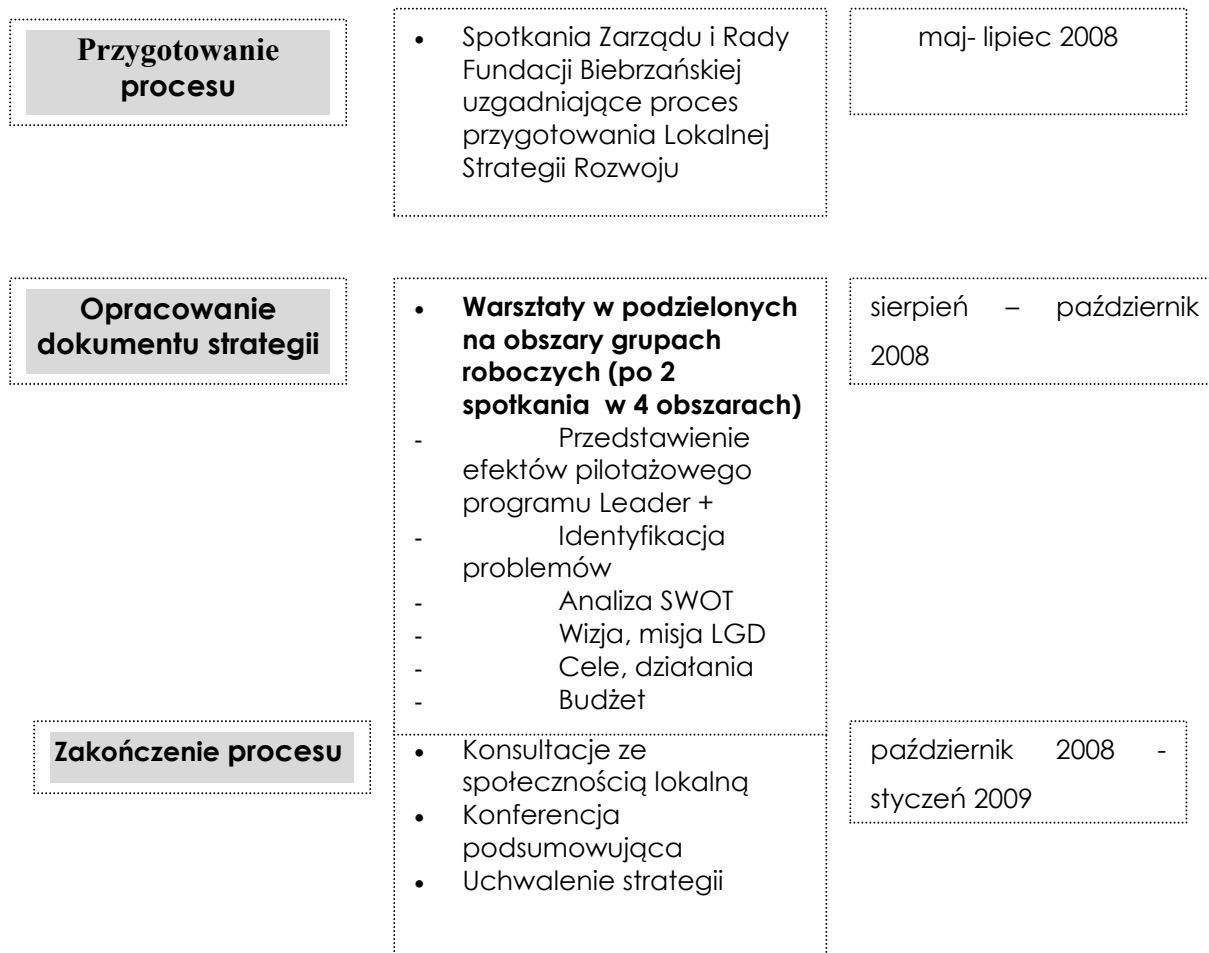 Przygotowanie
procesu
• Spotkania Zarządu i Rady
Fundacji Biebrzańskiej
uzgadniające proces
przygotowania Lokalnej
Strategii Rozwoju
maj- lipiec 2008
Opracowanie
dokumentu strategii
• Warsztaty w podzielonych
na obszary grupach
roboczych (po 2
spotkania w 4 obszarach)
- Przedstawienie
efektów pilotażowego
programu Leader +
- Identyfikacja
problemów
- Analiza SWOT
- Wizja, misja LGD
- Cele, działania
- Budżet
sierpień – październik
2008
Zakończenie procesu
• Konsultacje ze
społecznością lokalną
• Konferencja
podsumowująca
• Uchwalenie strategii
październik 2008 -
styczeń 2009